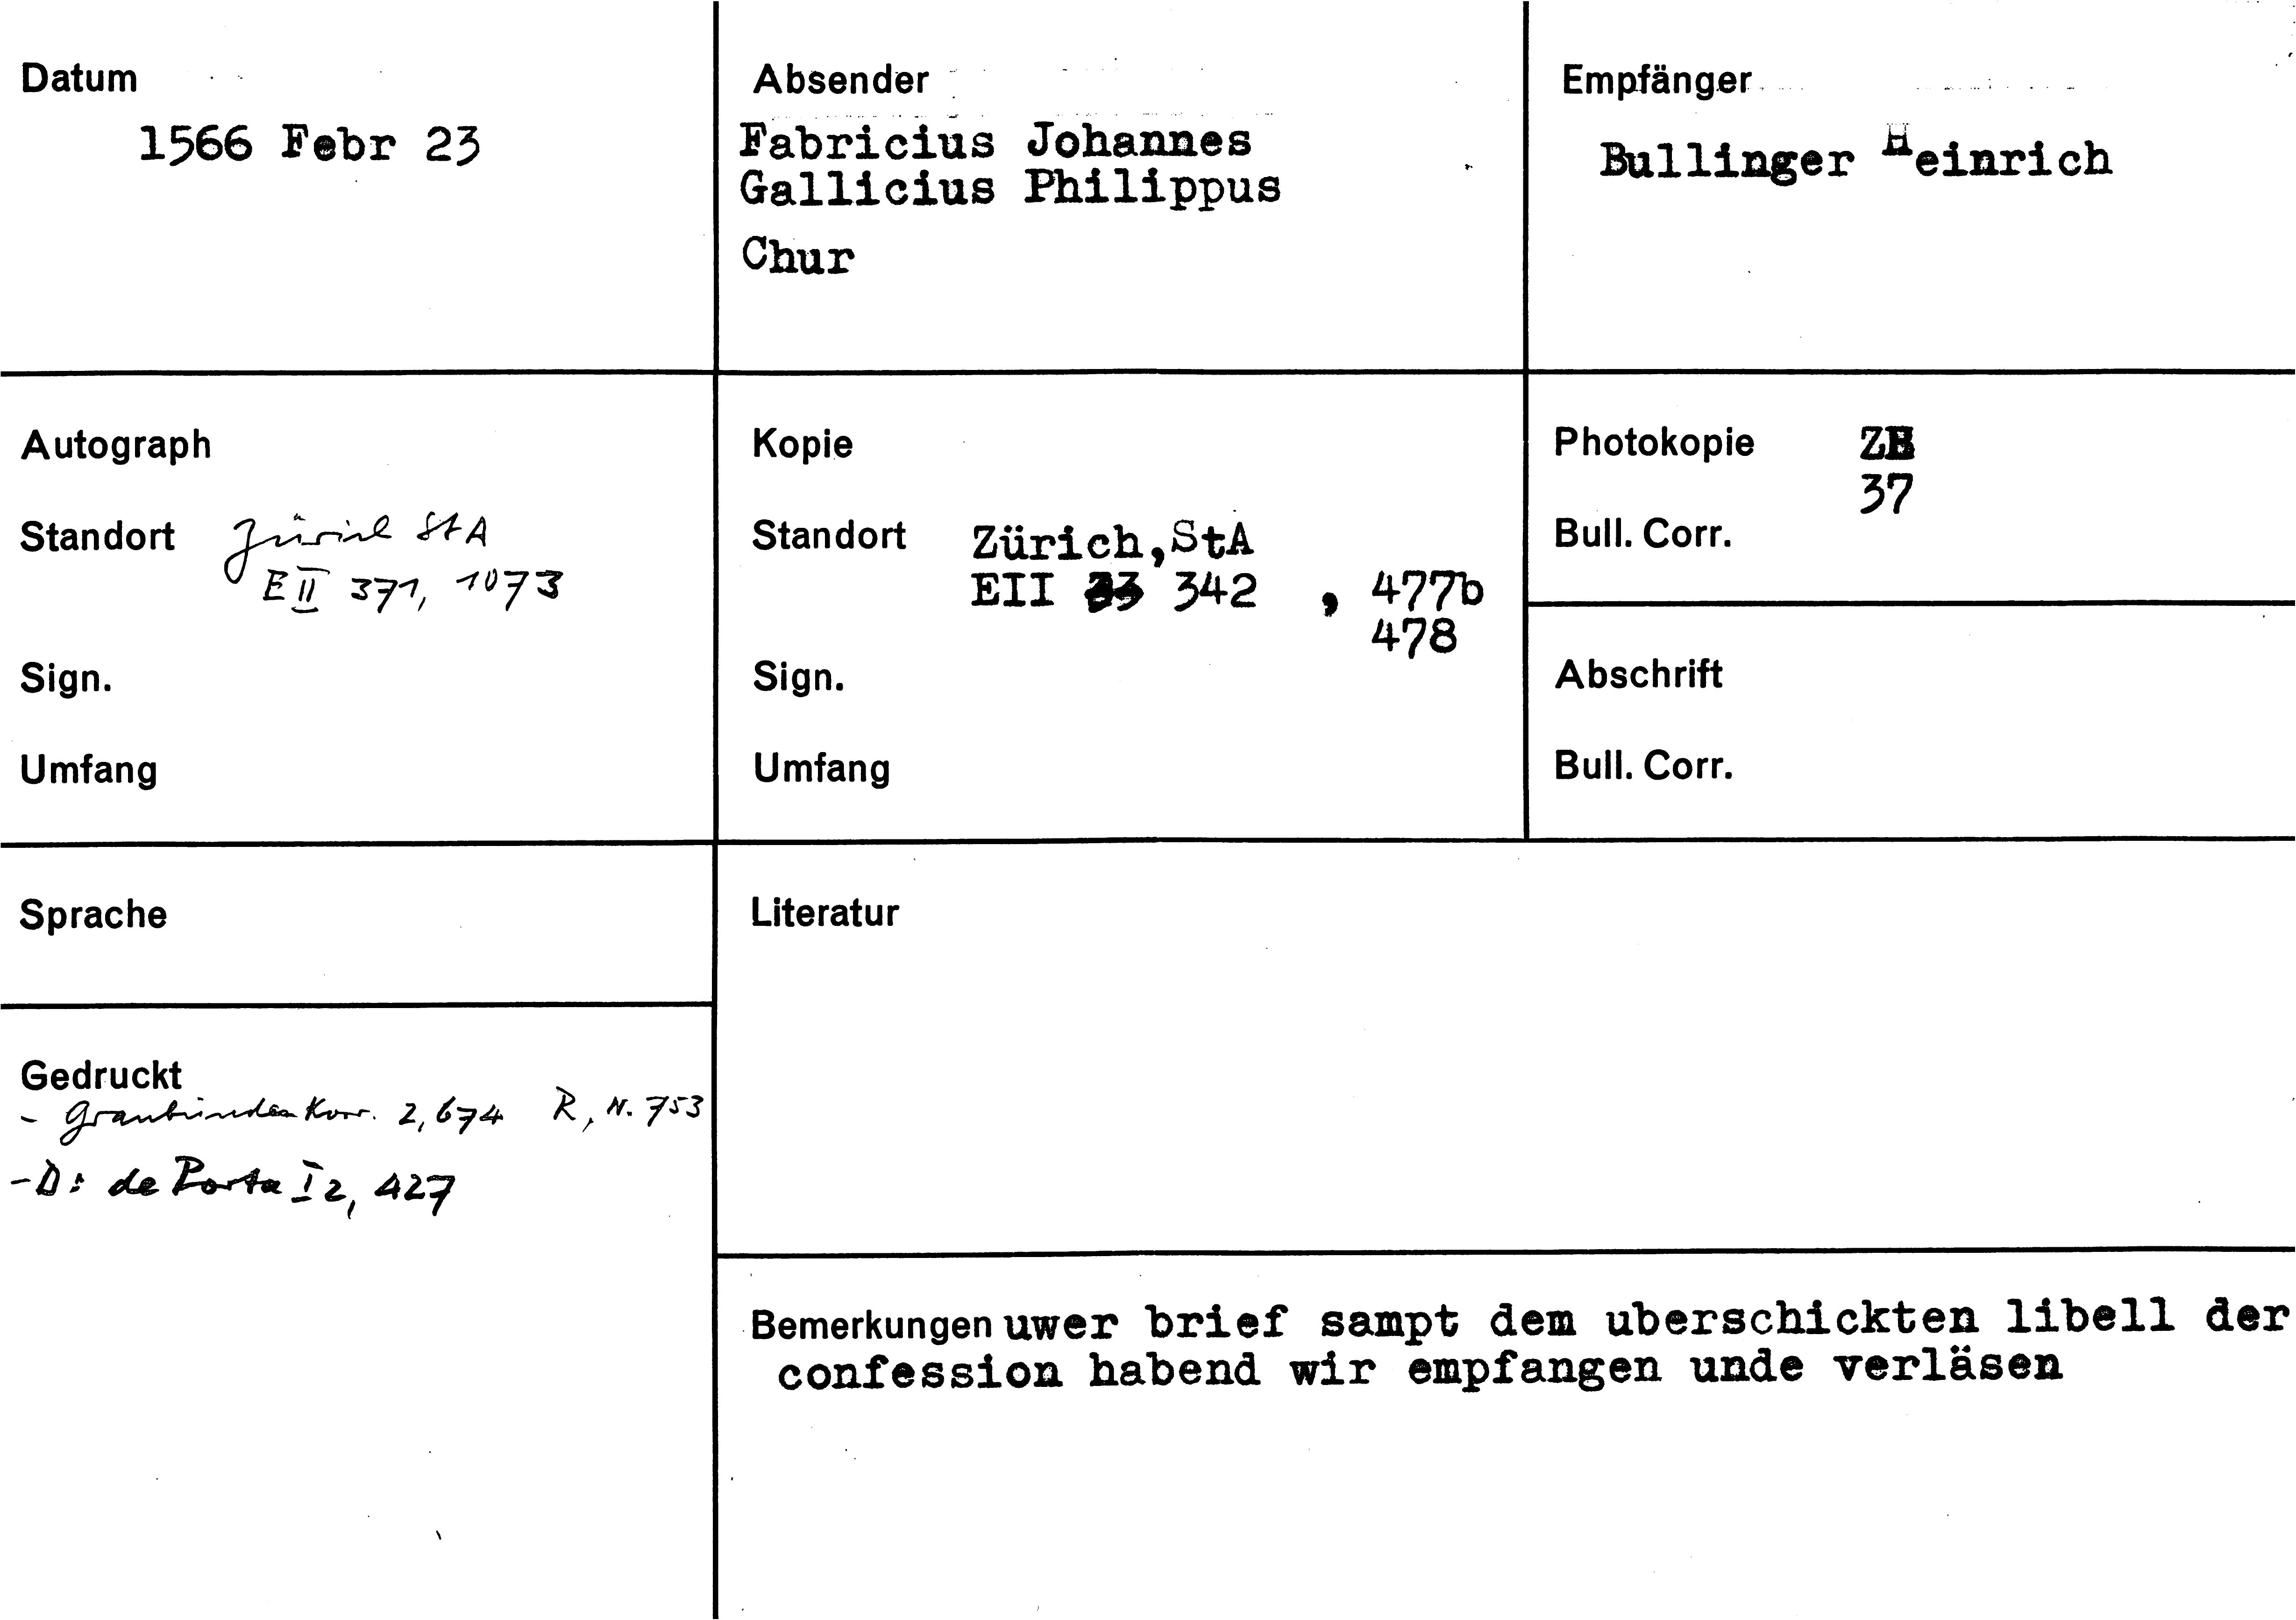 Datum
1566 Febr 23
Absender
Fabricius Johannes
Gallicius Philippus
Chur
Empfänger
Bullinger Heinrich
Autograph
Standort Zürich StA
E II 371, 1073
Sign.
Umfang
Kopie
Standort Zürich, StA
EII 342 , 477b
478
Sign.
Umfang
Photokopie ZB
37
Bull. Corr.
Abschrift
Bull. Corr.
Sprache
Literatur
Gedruckt
- Graubünden Korr. 2, 674 R, N. 753
- D: de Porta I 2, 427
Bemerkungen uwer brief sampt dem uberschickten libell der
confession habend wir empfangen unde verläsen